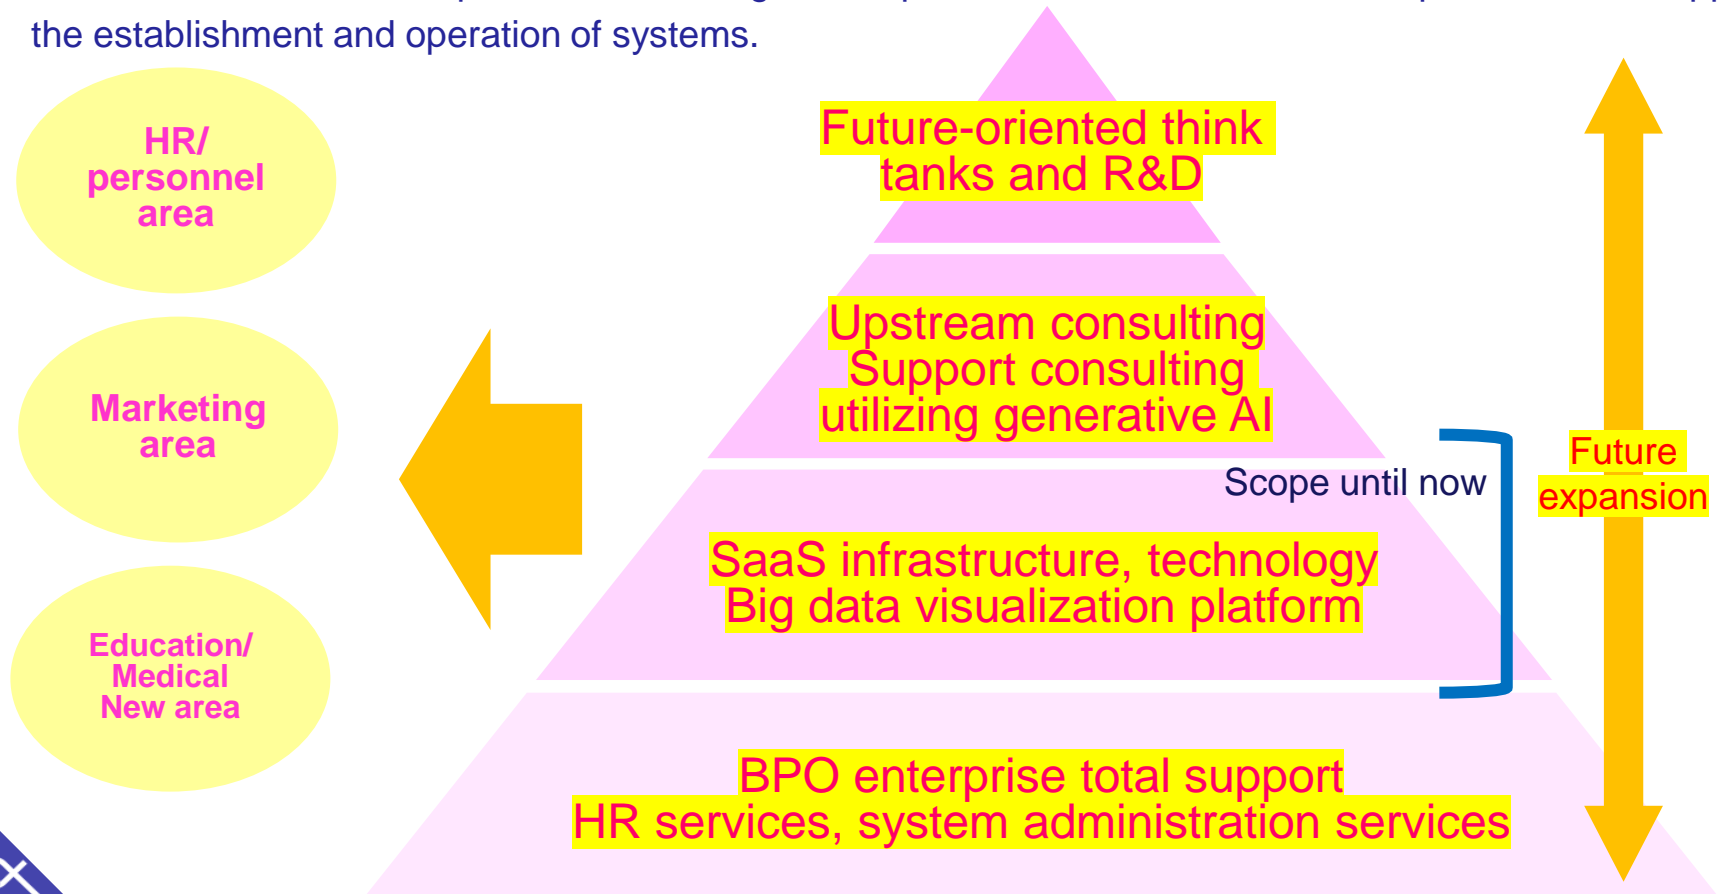 the establishment and operation of systems.
HR/
personnel
area
Marketing
area
Education/
Medical
New area
Future-oriented think
tanks and R&D
Upstream consulting
Support consulting
utilizing generative AI
Scope until now
SaaS infrastructure, technology
Big data visualization platform
BPO enterprise total support
HR services, system administration services
Future
expansion